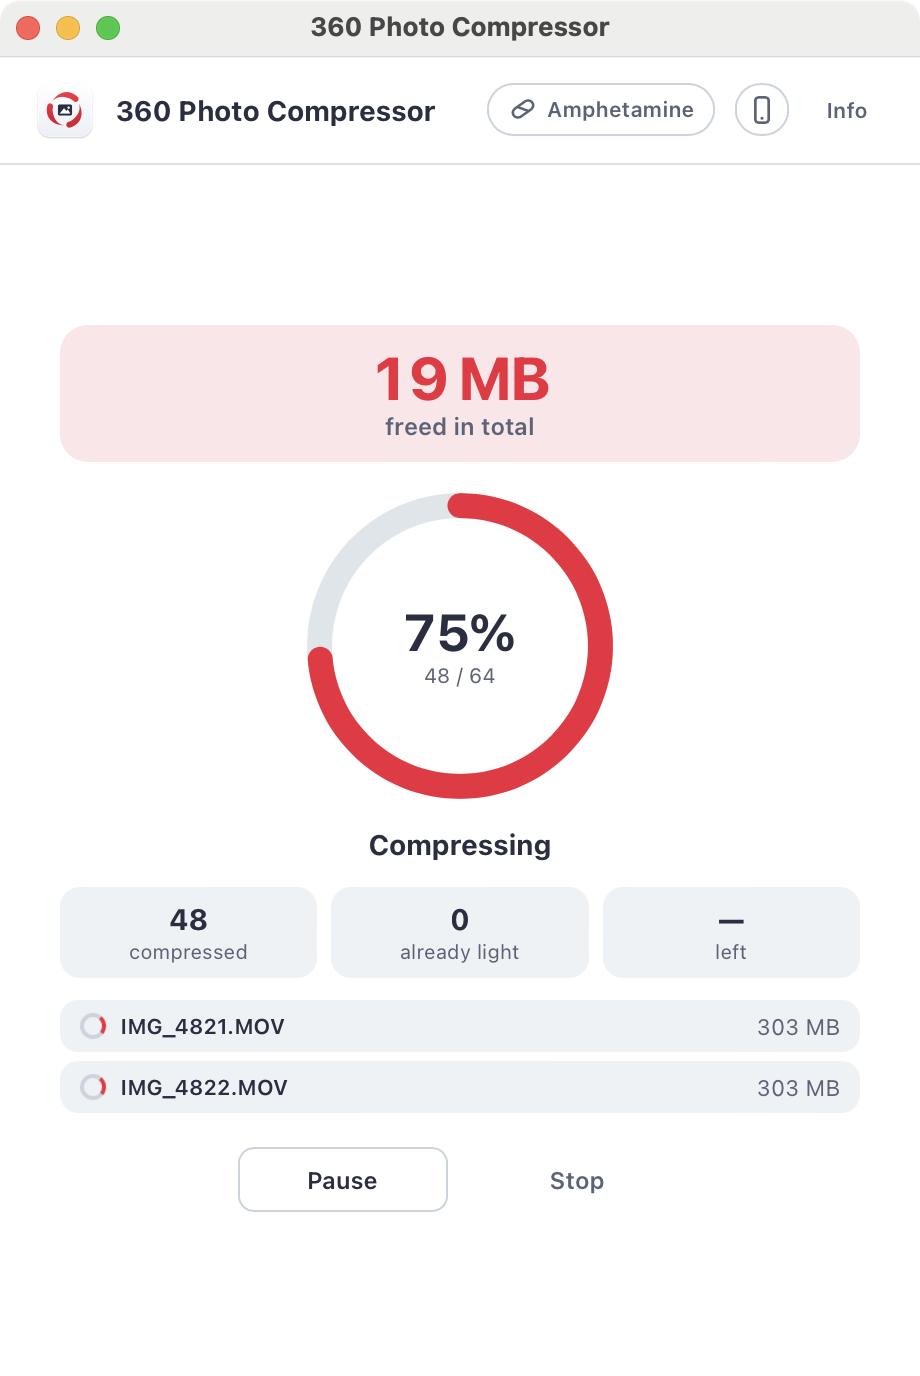 360 Photo Compressor
360 Photo Compressor
Amphetamine
Info
19 MB
freed in total
75%
48 / 64
Compressing
48
compressed
0
already light
—
left
IMG_4821.MOV
303 MB
IMG_4822.MOV
303 MB
Pause
Stop